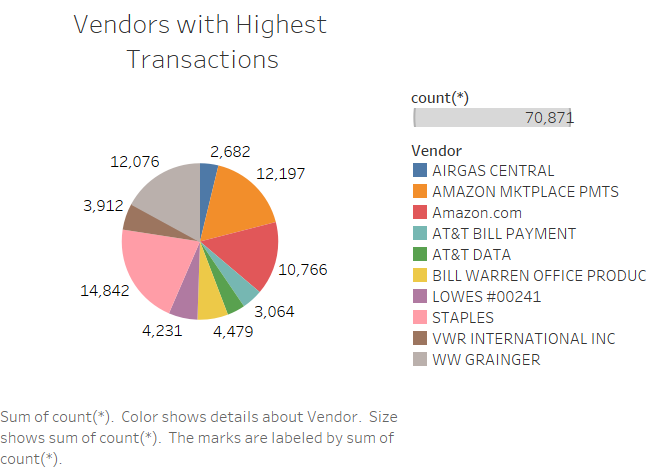 Vendors with Highest
Transactions
count(*)
70,871
Vendor
AIRGAS CENTRAL
AMAZON MKTPLACE PMTS
Amazon.com
AT&T BILL PAYMENT
AT&T DATA
BILL WARREN OFFICE PRODUC
LOWES #00241
STAPLES
VWR INTERNATIONAL INC
WW GRAINGER
2,682
12,197
10,766
3,064
4,479
4,231
14,842
3,912
12,076
Sum of count(*). Color shows details about Vendor. Size
shows sum of count(*). The marks are labeled by sum of
count(*).